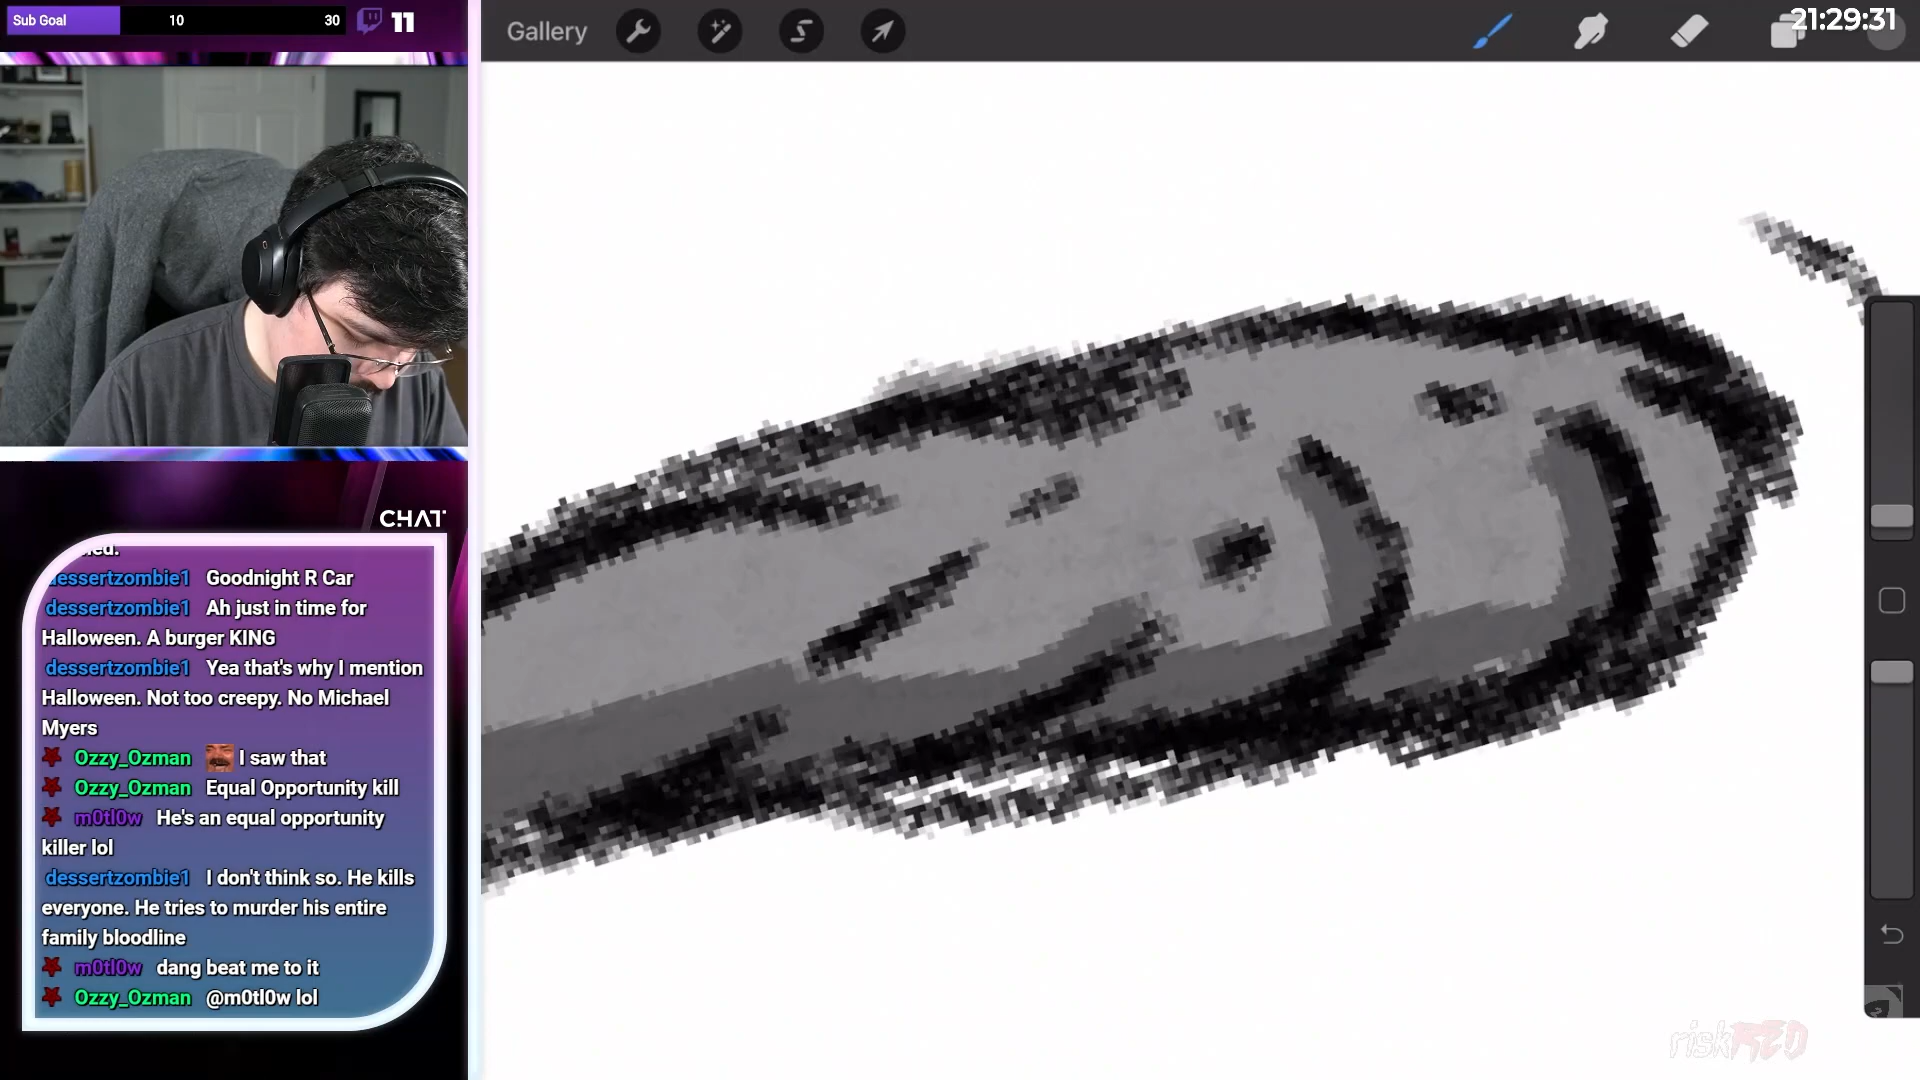 Sub Goal 10 30 11
Gallery
21:29:31
CHAT
dessertzombie1 Goodnight R Car
dessertzombie1 Ah just in time for
Halloween. A burger KING
dessertzombie1 Yea that's why I mention
Halloween. Not too creepy. No Michael
Myers
Ozzy_Ozman I saw that
Ozzy_Ozman Equal Opportunity kill
m0tl0w He's an equal opportunity
killer lol
dessertzombie1 I don't think so. He kills
everyone. He tries to murder his entire
family bloodline
m0tl0w dang beat me to it
Ozzy_Ozman @m0tl0w lol
riskRED